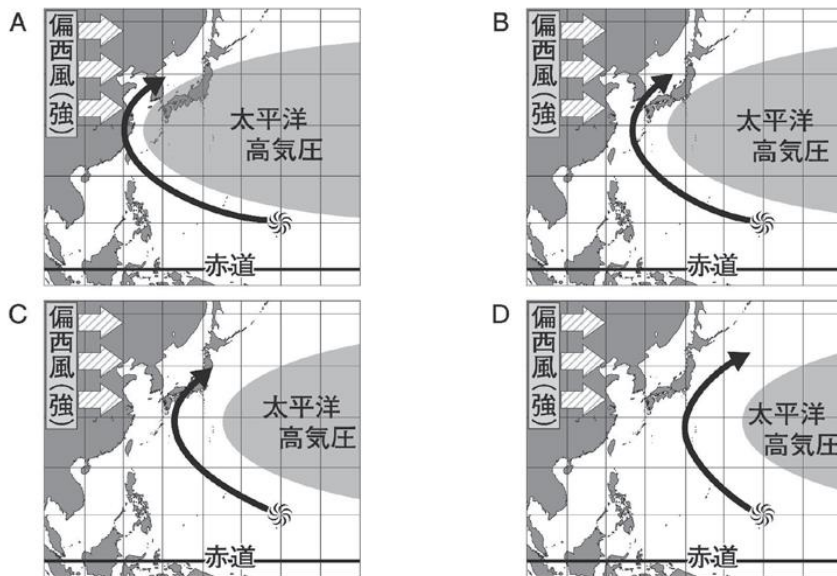 A
偏西風(強)
太平洋
高気圧
赤道
B
偏西風(強)
太平洋
高気圧
赤道
C
偏西風(強)
太平洋
高気圧
赤道
D
偏西風(強)
太平洋
高気圧
赤道